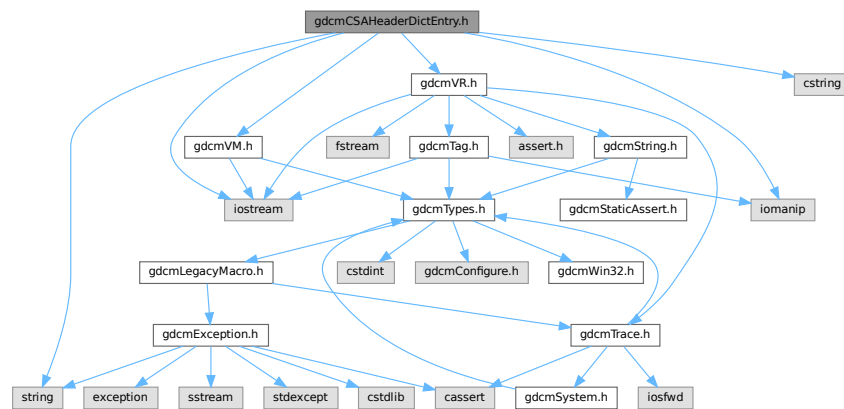 gdcmCSAHeaderDictEntry.h
gdcmVR.h
cstring
gdcmVM.h
fstream
gdcmTag.h
assert.h
gdcmString.h
iostream
gdcmTypes.h
gdcmStaticAssert.h
iomanip
gdcmLegacyMacro.h
cstdint
gdcmConfigure.h
gdcmWin32.h
gdcmException.h
gdcmTrace.h
string
exception
sstream
stdexcept
cstdlib
cassert
gdcmSystem.h
iosfwd